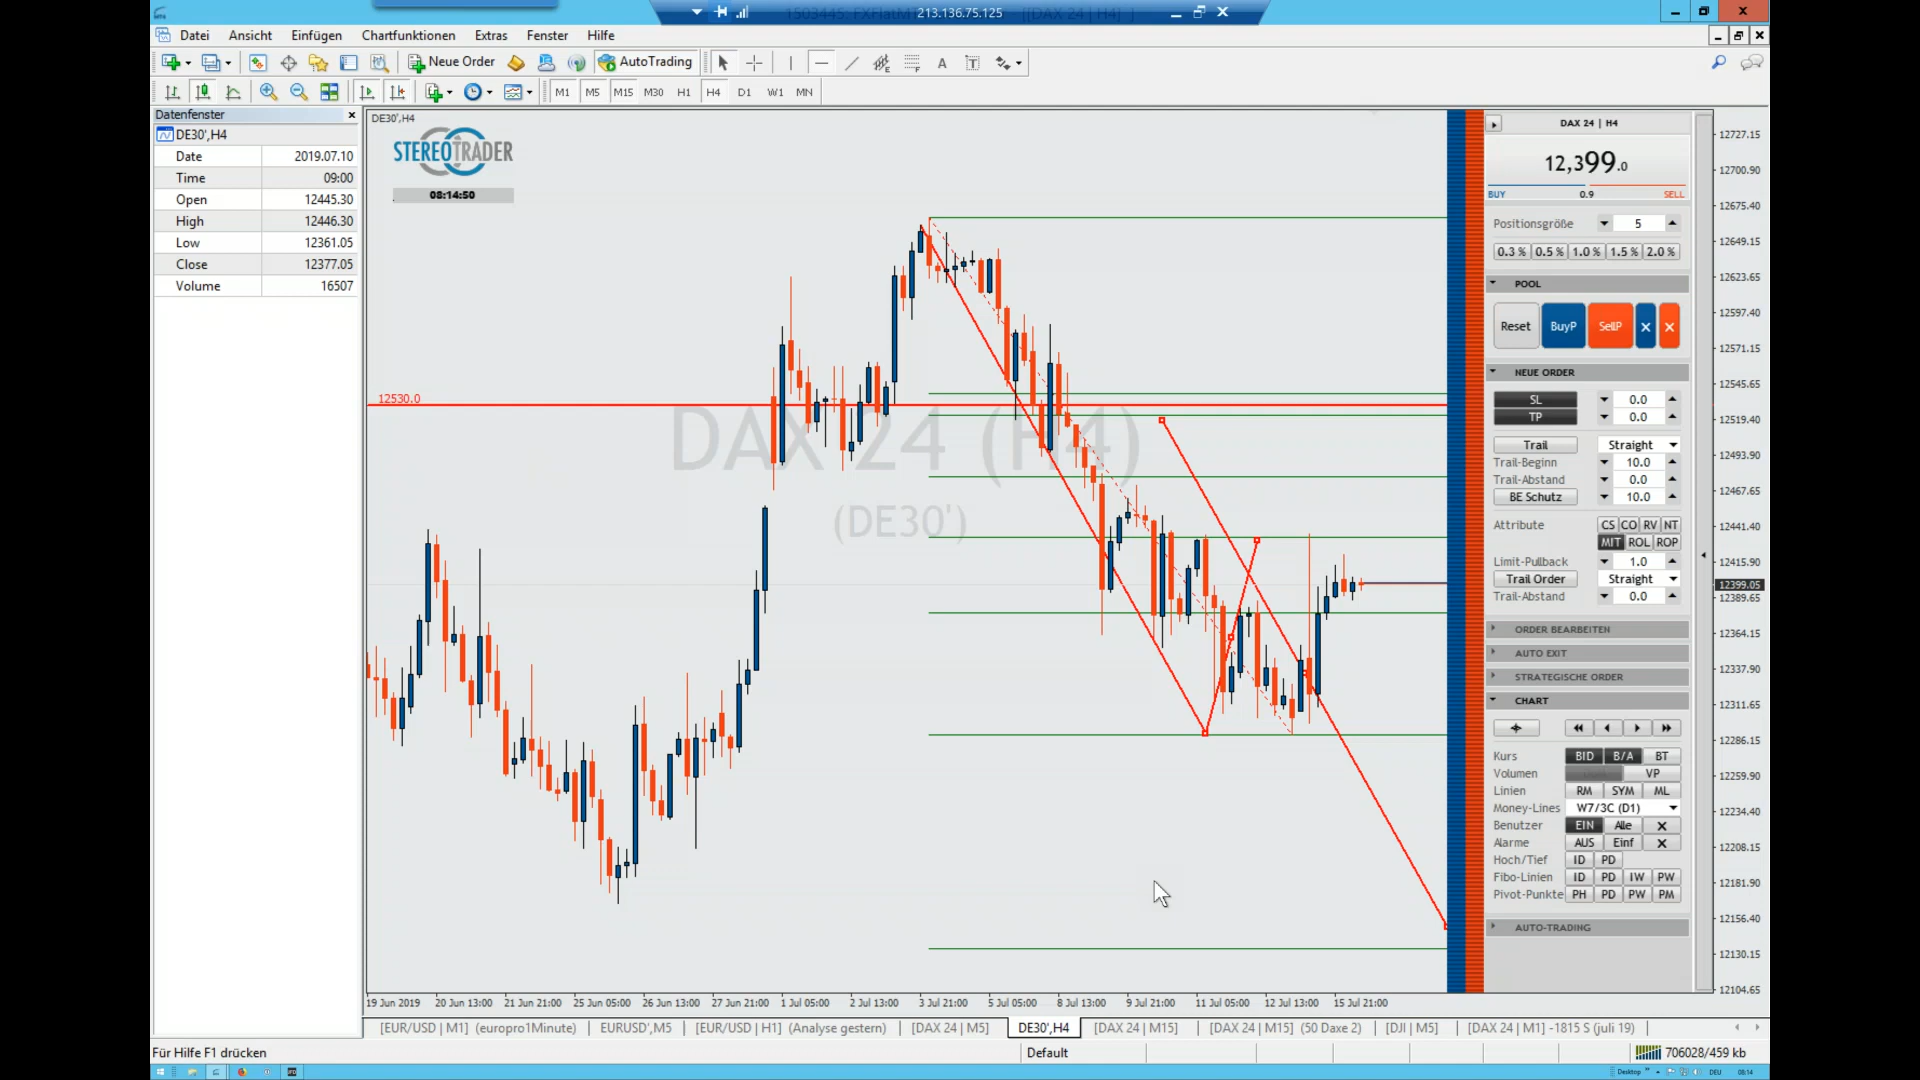 213.136.75.125
Datei Ansicht Einfügen Chartfunktionen Extras Fenster Hilfe
Neue Order AutoTrading
M1 M5 M15 M30 H1 H4 D1 W1 MN
Datenfenster
DE30',H4
Date 2019.07.10
Time 09:00
Open 12445.30
High 12446.30
Low 12361.05
Close 12377.05
Volume 16507
DE30',H4
STEREOTRADER
08:14:50
12530.0
DAX 24 (H4)
(DE30')
DAX 24 | H4
12,399.0
BUY 0.9 SELL
Positionsgröße 5
0.3 % 0.5 % 1.0 % 1.5 % 2.0 %
POOL
Reset BuyP SellP
NEUE ORDER
SL 0.0
TP 0.0
Trail Straight
Trail-Beginn 10.0
Trail-Abstand 0.0
BE Schutz 10.0
Attribute CS CO RV NT
MIT ROL ROP
Limit-Pullback 1.0
Trail Order Straight
Trail-Abstand 0.0
ORDER BEARBEITEN
AUTO EXIT
STRATEGISCHE ORDER
CHART
Kurs BID B/A BT
Volumen VP
Linien RM SYM ML
Money-Lines W7/3C (D1)
Benutzer EIN Alle
Alarme AUS Einf
Hoch/Tief ID PD
Fibo-Linien ID PD IW PW
Pivot-Punkte PH PD PW PM
AUTO-TRADING
12727.15
12700.90
12675.40
12649.15
12623.65
12597.40
12571.15
12545.65
12519.40
12493.90
12467.65
12441.40
12415.90
12399.05
12389.65
12364.15
12337.90
12311.65
12286.15
12259.90
12234.40
12208.15
12181.90
12156.40
12130.15
12104.65
19 Jun 2019 20 Jun 13:00 21 Jun 21:00 25 Jun 05:00 26 Jun 13:00 27 Jun 21:00 1 Jul 05:00 2 Jul 13:00 3 Jul 21:00 5 Jul 05:00 8 Jul 13:00 9 Jul 21:00 11 Jul 05:00 12 Jul 13:00 15 Jul 21:00
[EUR/USD | M1] (europro1Minute) EURUSD',M5 [EUR/USD | H1] (Analyse gestern) [DAX 24 | M5] DE30',H4 [DAX 24 | M15] [DAX 24 | M15] (50 Daxe 2) [DJI | M5] [DAX 24 | M1] -1815 S (juli 19)
Für Hilfe F1 drücken Default 706028/459 kb
Desktop DEU 08:14